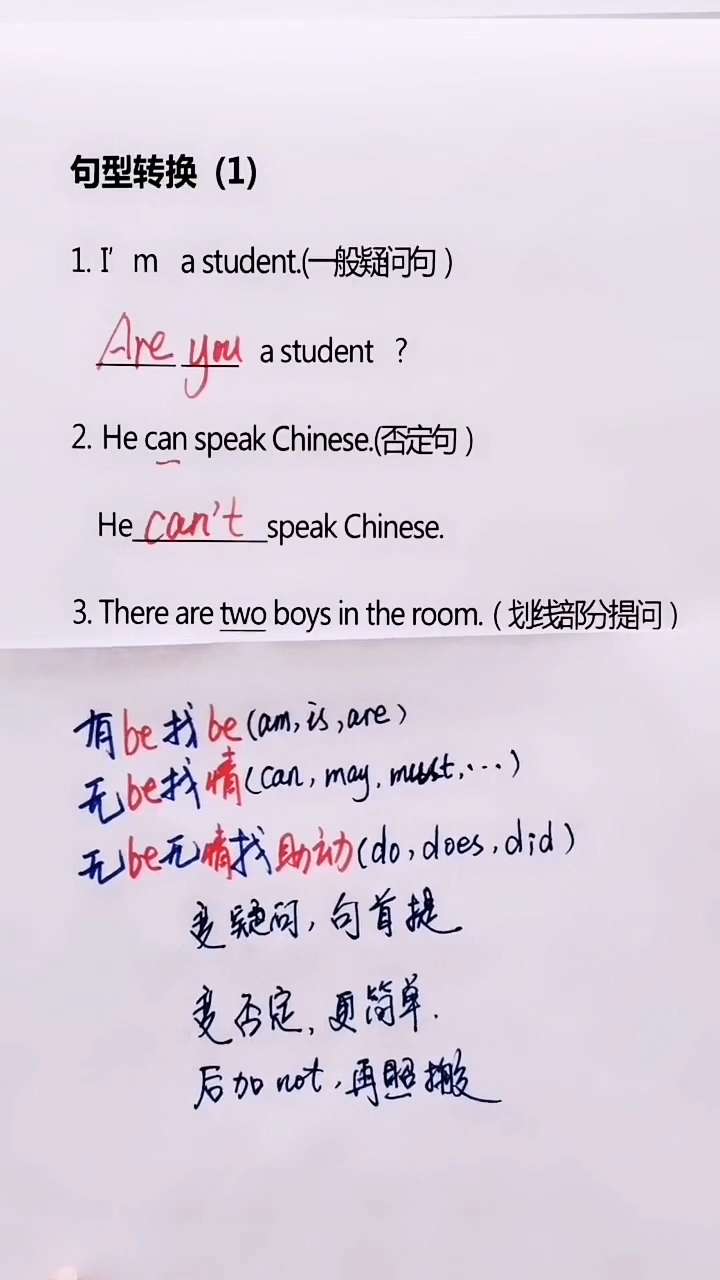 句型转换 (1)
1. I'm a student.(一般疑问句)
Are you a student ?
2. He can speak Chinese.(否定句)
He can't speak Chinese.
3. There are two boys in the room.(划线部分提问)
有be找be(am,is,are)
无be找情(can,may,must,...)
无be无情找助动(do,does,did)
变疑问,句首提
变否定,更简单.
后加not,再照搬